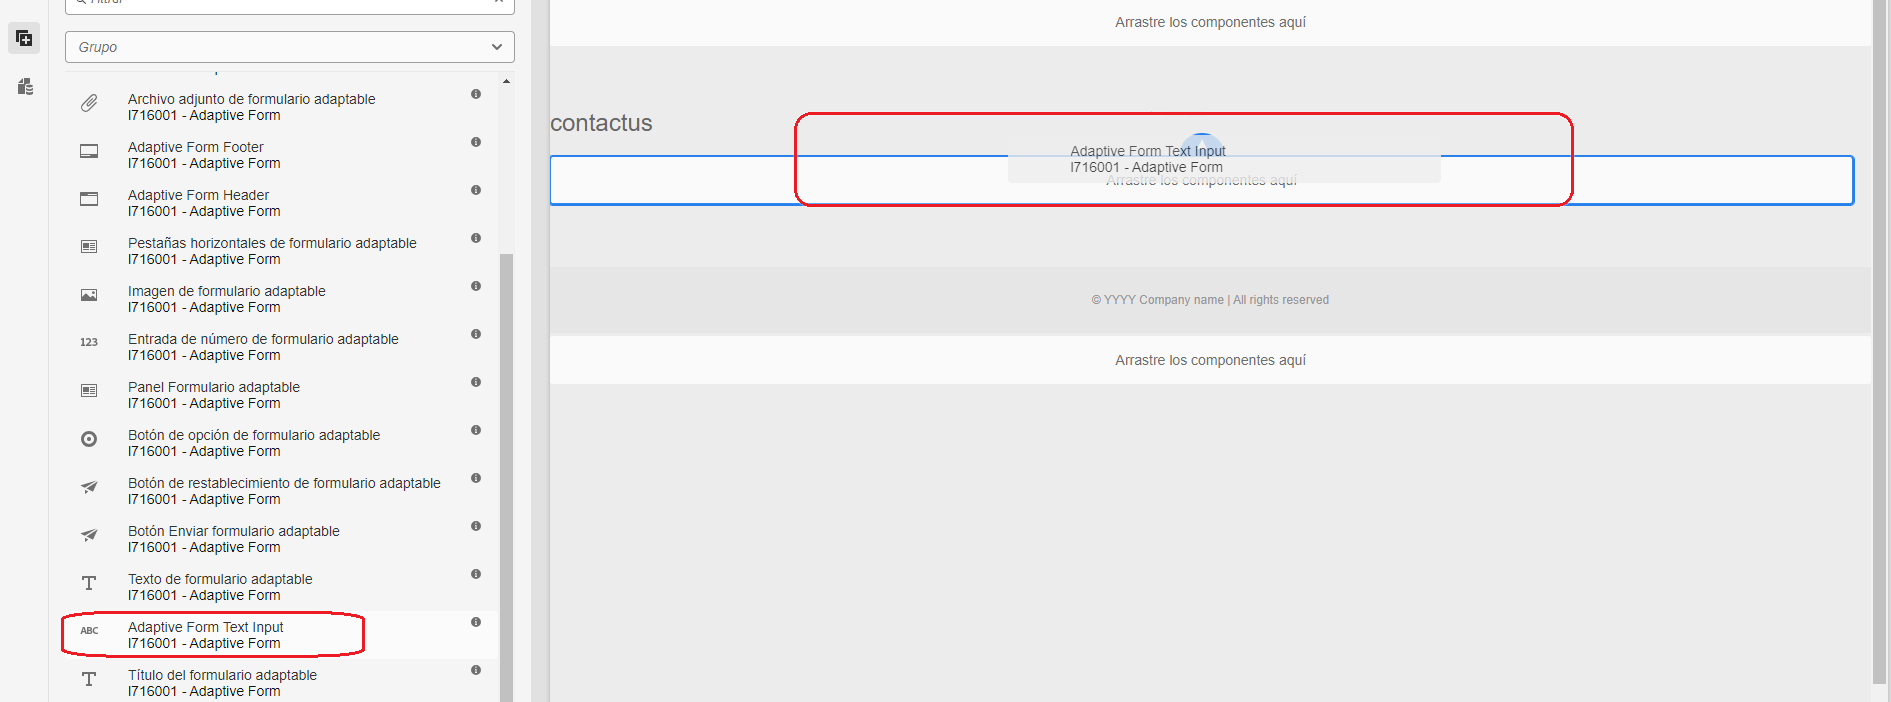 Filtrar
Grupo
Archivo adjunto de formulario adaptable
I716001 - Adaptive Form
Adaptive Form Footer
I716001 - Adaptive Form
Adaptive Form Header
I716001 - Adaptive Form
Pestañas horizontales de formulario adaptable
I716001 - Adaptive Form
Imagen de formulario adaptable
I716001 - Adaptive Form
123
Entrada de número de formulario adaptable
I716001 - Adaptive Form
Panel Formulario adaptable
I716001 - Adaptive Form
Botón de opción de formulario adaptable
I716001 - Adaptive Form
Botón de restablecimiento de formulario adaptable
I716001 - Adaptive Form
Botón Enviar formulario adaptable
I716001 - Adaptive Form
Texto de formulario adaptable
I716001 - Adaptive Form
ABC
Adaptive Form Text Input
I716001 - Adaptive Form
Título del formulario adaptable
I716001 - Adaptive Form
Arrastre los componentes aquí
contactus
Adaptive Form Text Input
I716001 - Adaptive Form
Arrastre los componentes aquí
© YYYY Company name | All rights reserved
Arrastre los componentes aquí